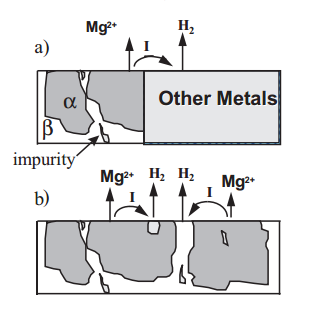 Mg²⁺ H₂
I
a)
α Other Metals
β
impurity
Mg²⁺ H₂ H₂ Mg²⁺
b) I I